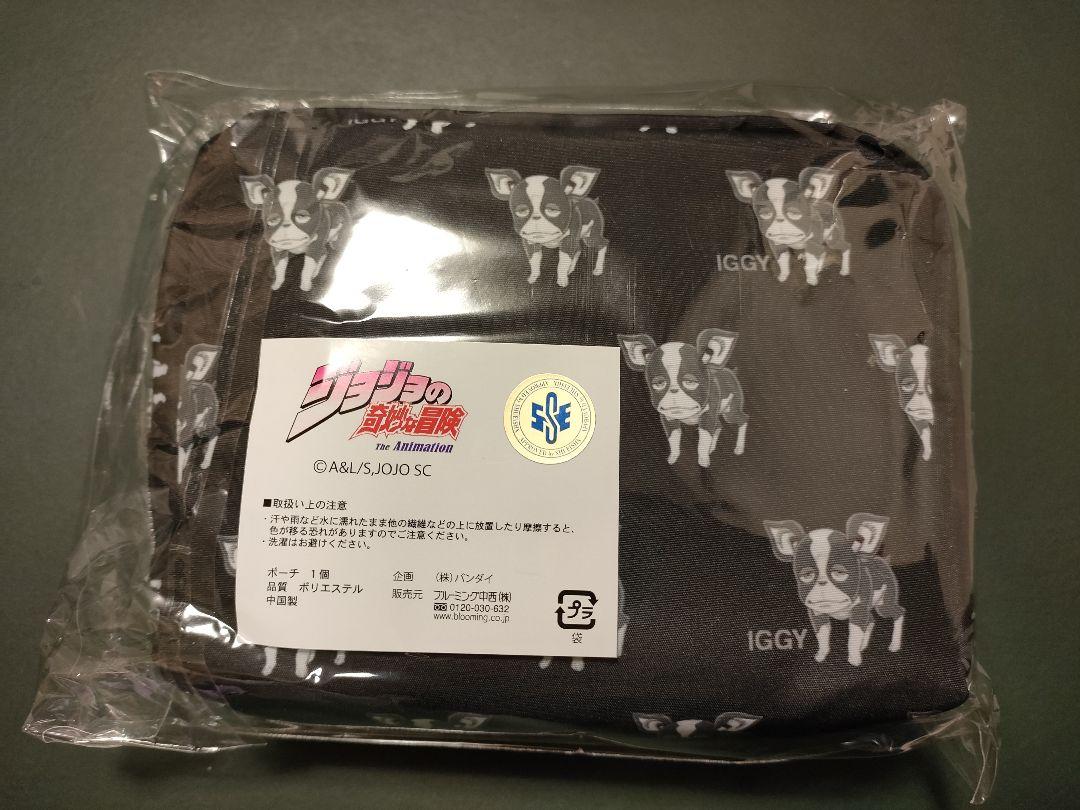 IGGY
IGGY
ジョジョの
奇妙な冒険
The Animation
©A&L/S,JOJO SC
SSE
■取扱い上の注意
・汗や雨など水に濡れたまま他の繊維などの上に放置したり摩擦すると、
色が移る恐れがありますのでご注意ください。
・洗濯はお避けください。
ポーチ 1個
品質 ポリエステル
中国製
企画 (株)バンダイ
販売元 ブルーミング中西(株)
0120-030-632
www.blooming.co.jp
プラ
袋
IGGY